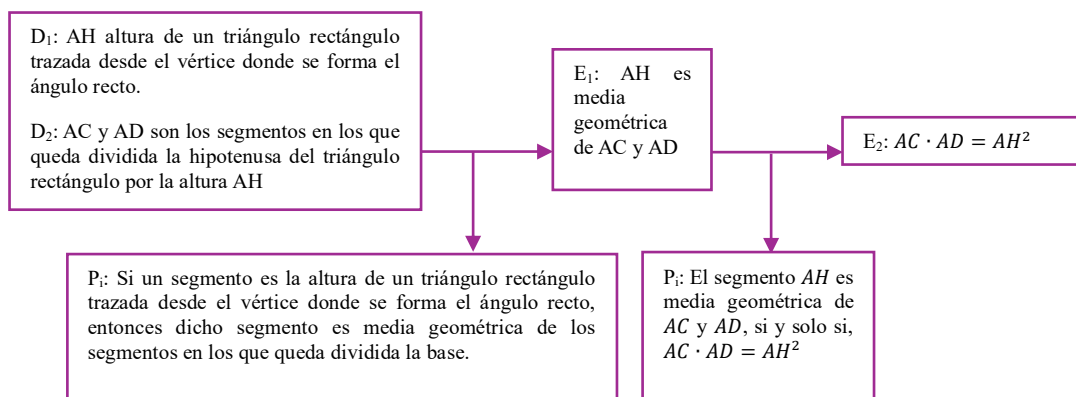 D₁: AH altura de un triángulo rectángulo
trazada desde el vértice donde se forma el
ángulo recto.
D₂: AC y AD son los segmentos en los que
queda dividida la hipotenusa del triángulo
rectángulo por la altura AH
E₁: AH es
media
geométrica
de AC y AD
E₂: 𝐴𝐶 · 𝐴𝐷 = 𝐴𝐻²
Pᵢ: Si un segmento es la altura de un triángulo rectángulo
trazada desde el vértice donde se forma el ángulo recto,
entonces dicho segmento es media geométrica de los
segmentos en los que queda dividida la base.
Pᵢ: El segmento 𝐴𝐻 es
media geométrica de
𝐴𝐶 y 𝐴𝐷, si y solo si,
𝐴𝐶 · 𝐴𝐷 = 𝐴𝐻²